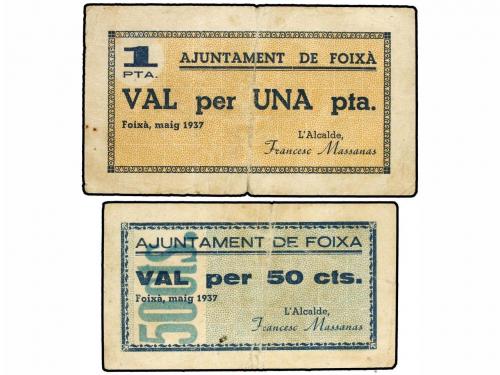 1
PTA.
AJUNTAMENT DE FOIXÀ
VAL per UNA pta.
Foixà, maig 1937
L'Alcalde,
Francesc Massanas
50 CTS.
AJUNTAMENT DE FOIXA
VAL per 50 cts.
Foixà, maig 1937
L'Alcalde,
Francesc Massanas